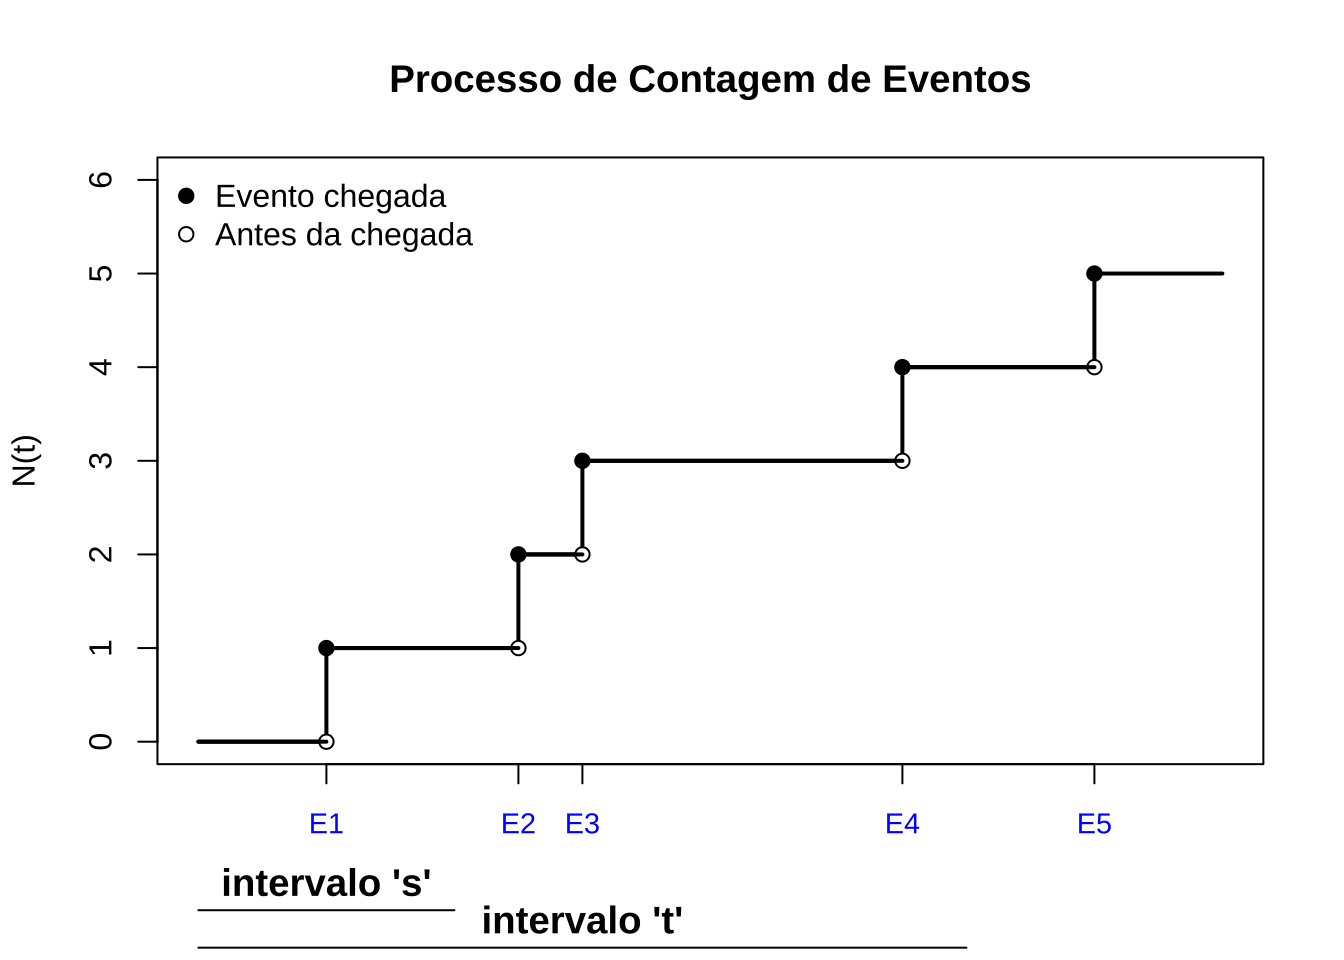 Processo de Contagem de Eventos
Evento chegada
Antes da chegada
N(t)
6
5
4
3
2
1
0
E1 E2 E3 E4 E5
intervalo 's'
intervalo 't'